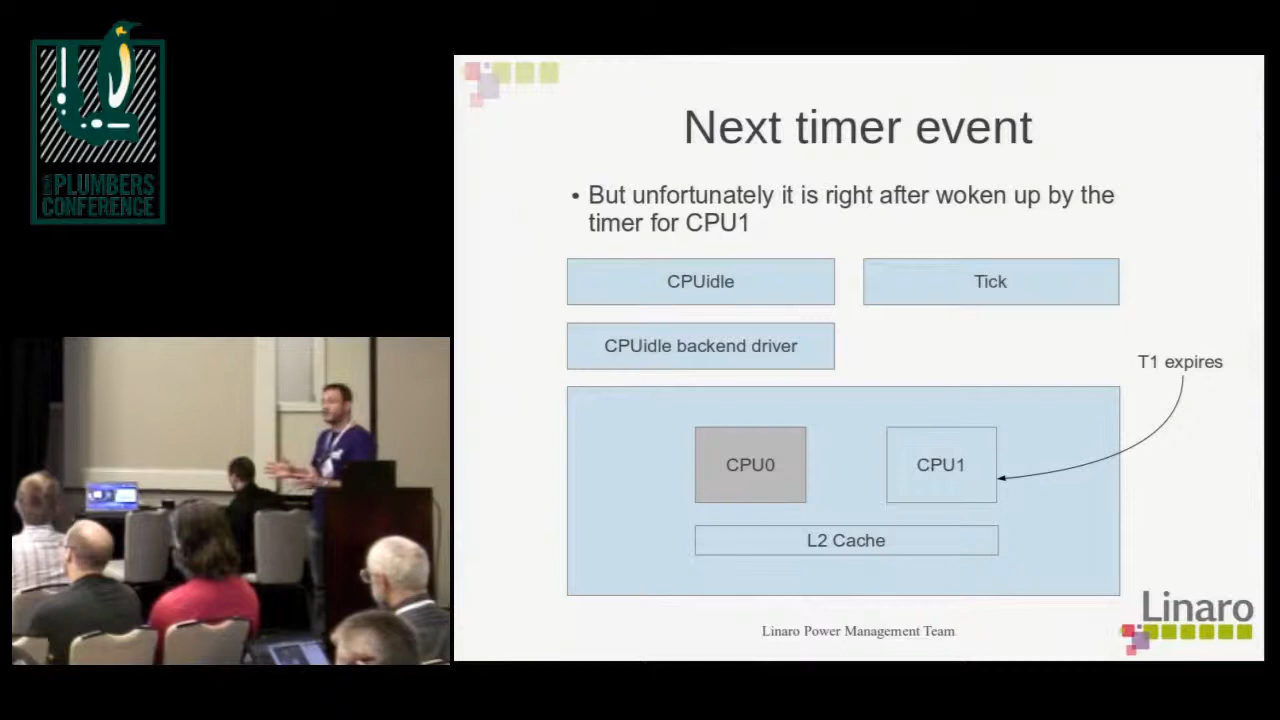 PLUMBERS
CONFERENCE
Next timer event
• But unfortunately it is right after woken up by the
timer for CPU1
CPUidle
Tick
CPUidle backend driver
T1 expires
CPU0
CPU1
L2 Cache
Linaro
Linaro Power Management Team